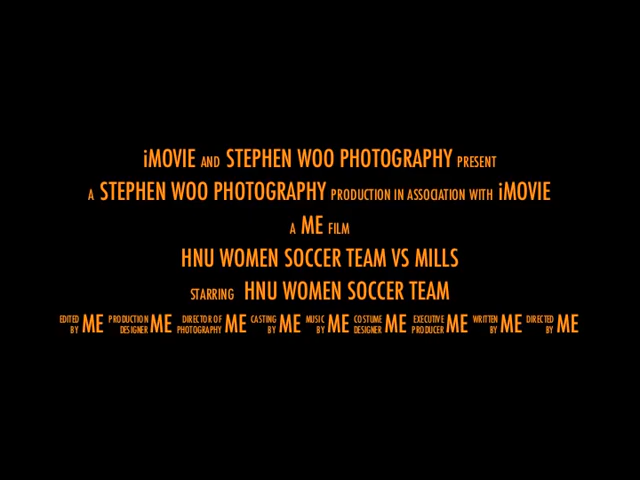 iMOVIE AND STEPHEN WOO PHOTOGRAPHY PRESENT
A STEPHEN WOO PHOTOGRAPHY PRODUCTION IN ASSOCIATION WITH iMOVIE
A ME FILM
HNU WOMEN SOCCER TEAM VS MILLS
STARRING HNU WOMEN SOCCER TEAM
EDITED BY ME PRODUCTION DESIGNER ME DIRECTOR OF PHOTOGRAPHY ME CASTING BY ME MUSIC BY ME COSTUME DESIGNER ME EXECUTIVE PRODUCER ME WRITTEN BY ME DIRECTED BY ME